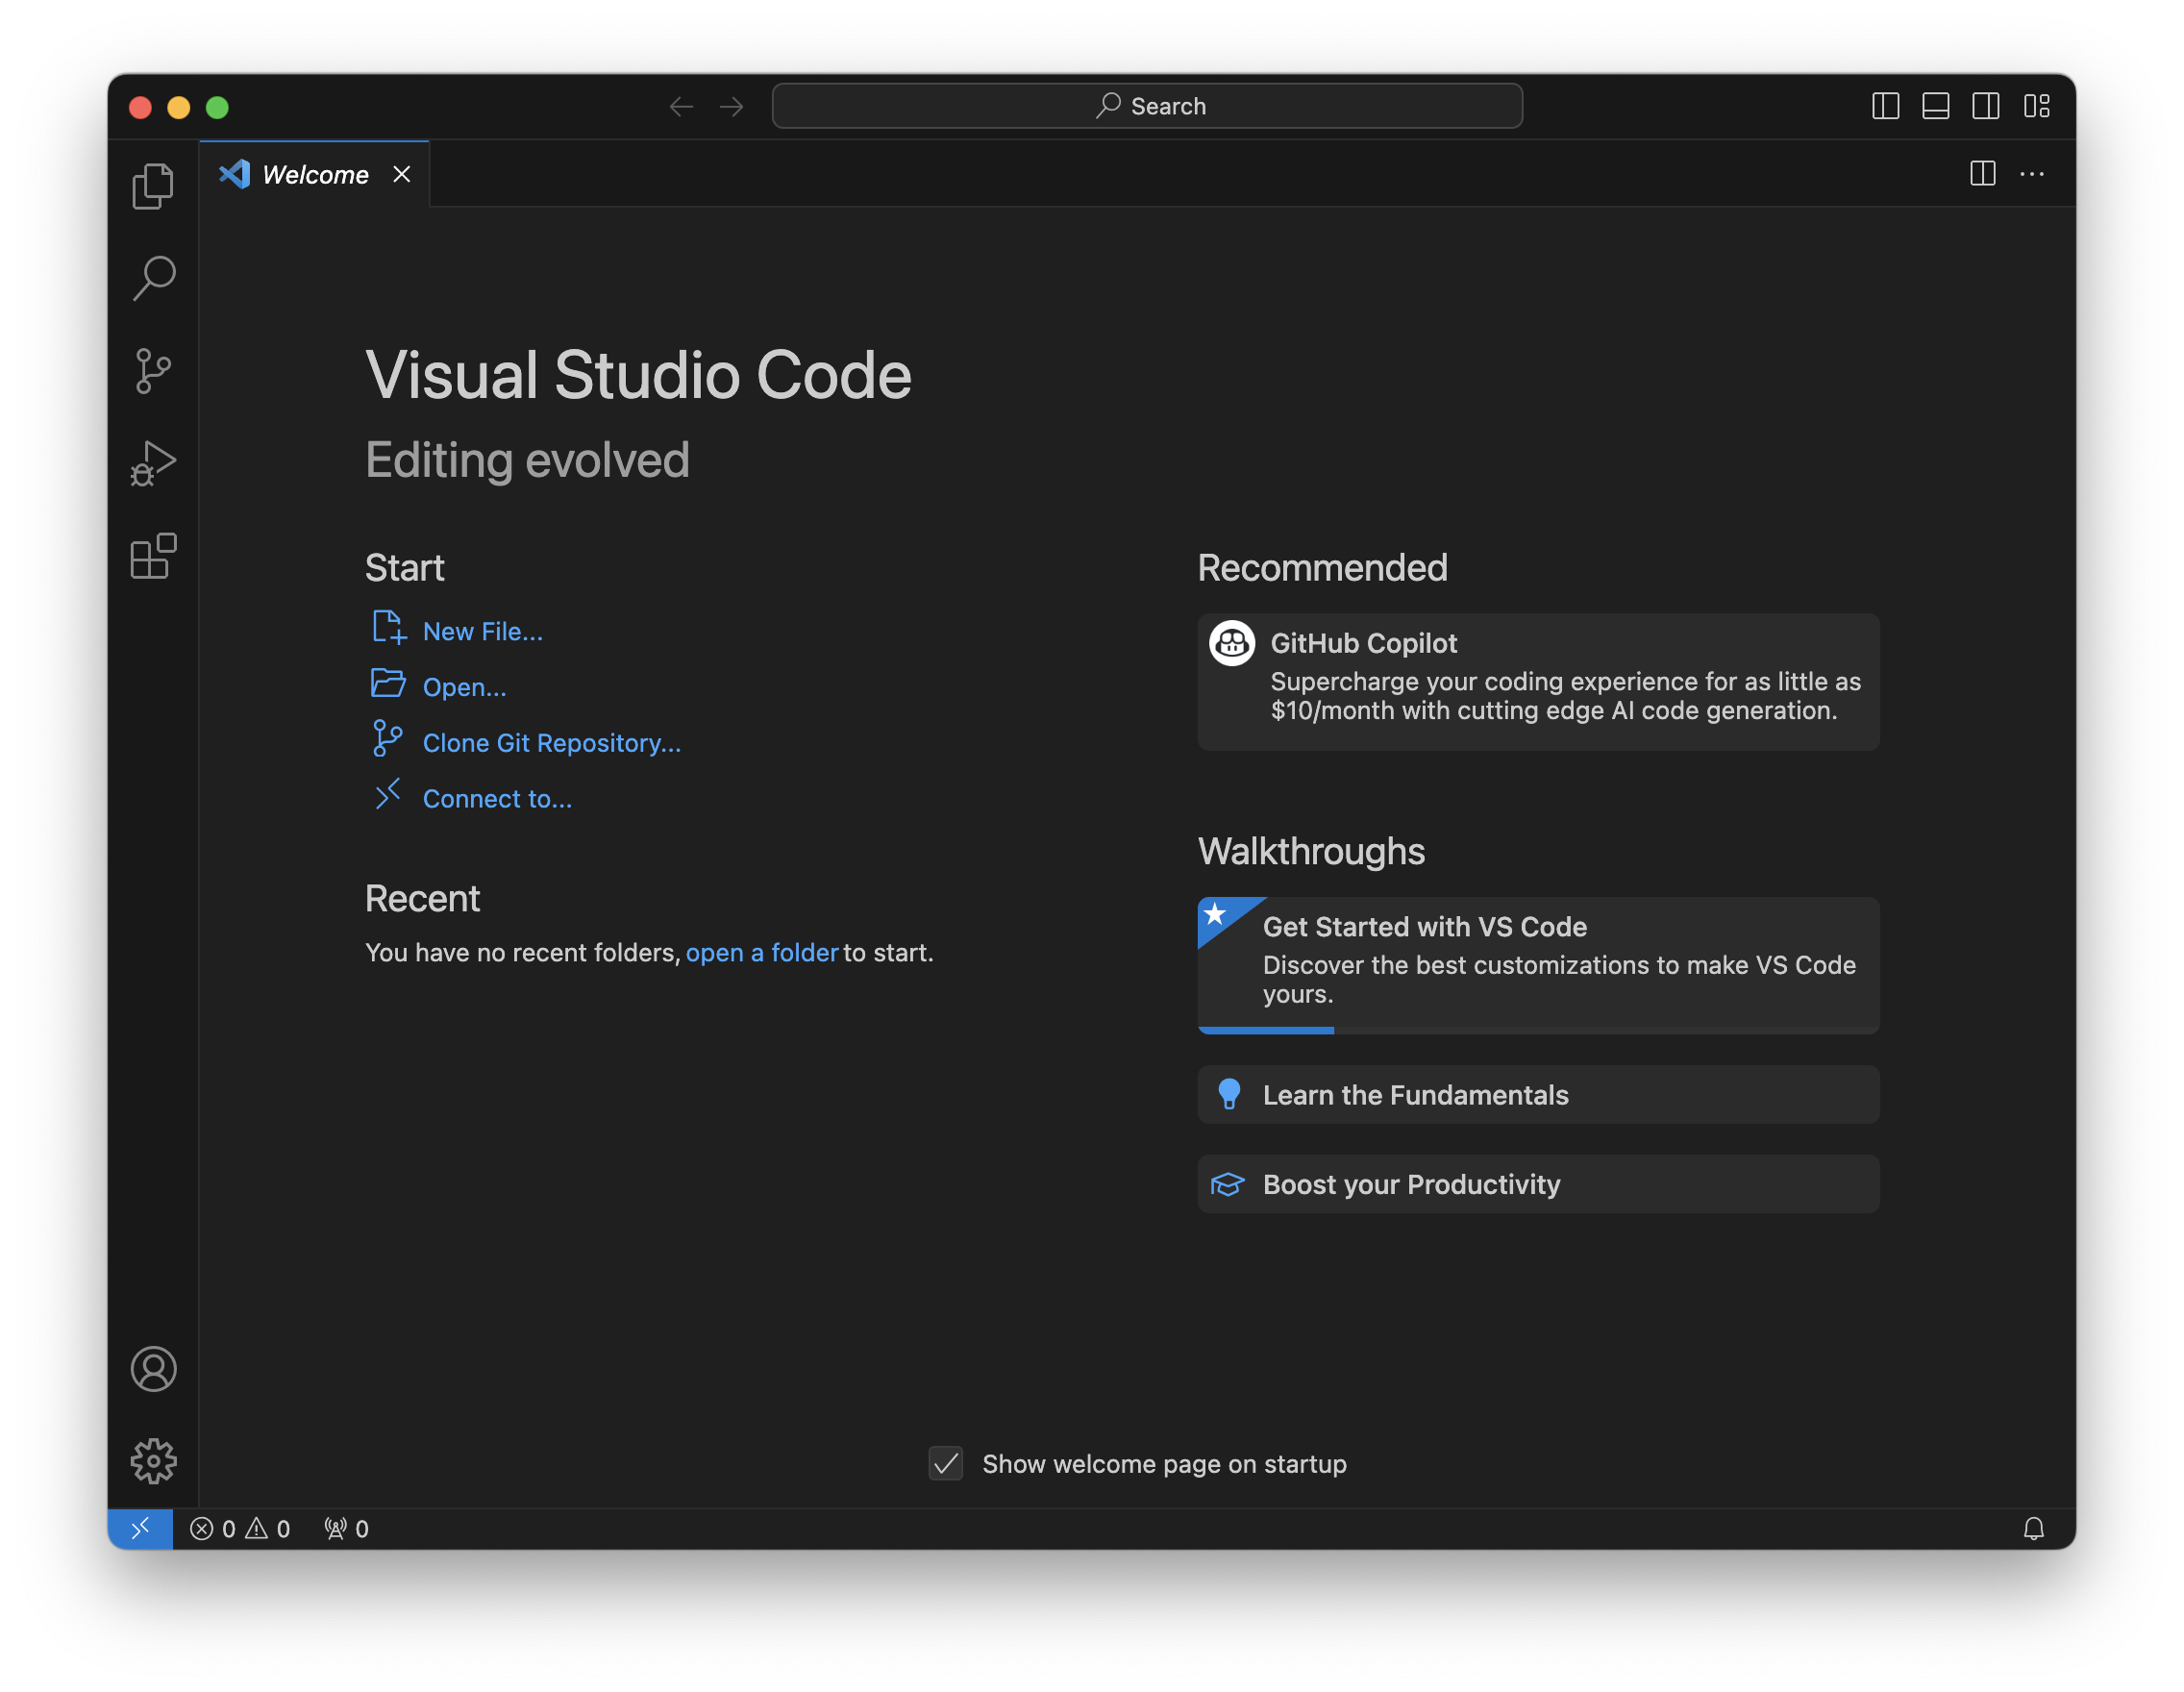 Search
Welcome
Visual Studio Code
Editing evolved
Start
New File...
Open...
Clone Git Repository...
Connect to...
Recent
You have no recent folders, open a folder to start.
Recommended
GitHub Copilot
Supercharge your coding experience for as little as
$10/month with cutting edge AI code generation.
Walkthroughs
Get Started with VS Code
Discover the best customizations to make VS Code
yours.
Learn the Fundamentals
Boost your Productivity
Show welcome page on startup
0 0 0